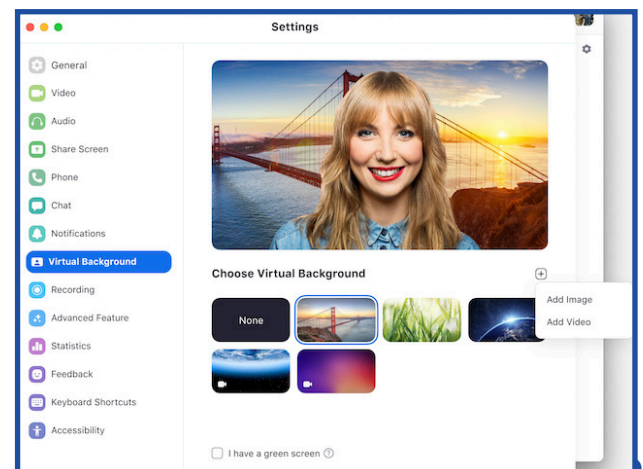 Settings
General
Video
Audio
Share Screen
Phone
Chat
Notifications
Virtual Background
Recording
Advanced Feature
Statistics
Feedback
Keyboard Shortcuts
Accessibility
Choose Virtual Background
Add Image
Add Video
None
I have a green screen